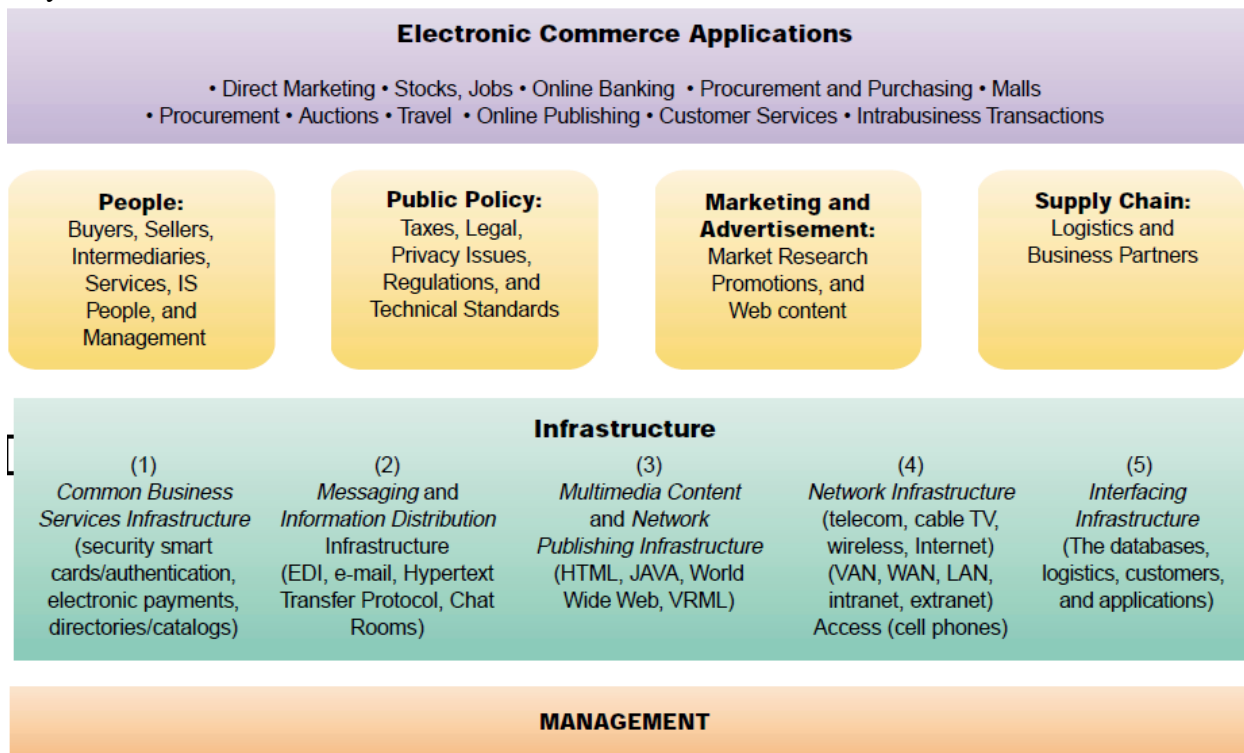 Electronic Commerce Applications
• Direct Marketing • Stocks, Jobs • Online Banking • Procurement and Purchasing • Malls
• Procurement • Auctions • Travel • Online Publishing • Customer Services • Intrabusiness Transactions
People:
Buyers, Sellers,
Intermediaries,
Services, IS
People, and
Management
Public Policy:
Taxes, Legal,
Privacy Issues,
Regulations, and
Technical Standards
Marketing and
Advertisement:
Market Research
Promotions, and
Web content
Supply Chain:
Logistics and
Business Partners
Infrastructure
(1)
Common Business
Services Infrastructure
(security smart
cards/authentication,
electronic payments,
directories/catalogs)
(2)
Messaging and
Information Distribution
Infrastructure
(EDI, e-mail, Hypertext
Transfer Protocol, Chat
Rooms)
(3)
Multimedia Content
and Network
Publishing Infrastructure
(HTML, JAVA, World
Wide Web, VRML)
(4)
Network Infrastructure
(telecom, cable TV,
wireless, Internet)
(VAN, WAN, LAN,
intranet, extranet)
Access (cell phones)
(5)
Interfacing
Infrastructure
(The databases,
logistics, customers,
and applications)
MANAGEMENT